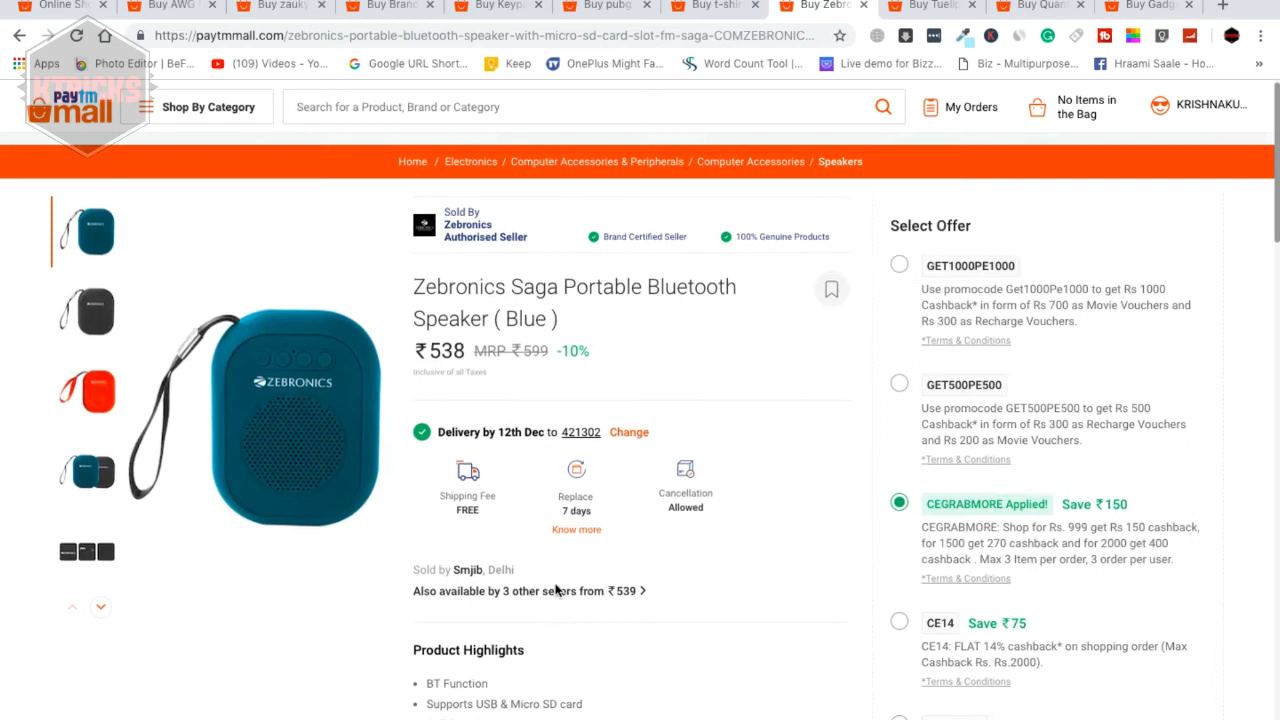 Online Sho
Buy AWG
Buy zauky
Buy Brand
Buy Keyp
Buy pubg
Buy t-shir
Buy Zebro
Buy Tuelip
Buy Quan
Buy Gadg
https://paytmmall.com/zebronics-portable-bluetooth-speaker-with-micro-sd-card-slot-fm-saga-COMZEBRONIC...
Apps
Photo Editor | BeF...
(109) Videos - Yo...
Google URL Short...
Keep
OnePlus Might Fa...
Word Count Tool |...
Live demo for Bizz...
Biz - Multipurpose...
Hraami Saale - Ho...
»
KTRICKS
paytm
mall
Shop By Category
Search for a Product, Brand or Category
My Orders
No Items in
the Bag
KRISHNAKU...
Home / Electronics / Computer Accessories & Peripherals / Computer Accessories / Speakers
Sold By
Zebronics
Authorised Seller
Brand Certified Seller
100% Genuine Products
Zebronics Saga Portable Bluetooth
Speaker ( Blue )
₹538 MRP ₹599 -10%
Inclusive of all Taxes
ZEBRONICS
Delivery by 12th Dec to 421302 Change
Shipping Fee
FREE
Replace
7 days
Know more
Cancellation
Allowed
Sold by Smjib, Delhi
Also available by 3 other sellers from ₹539
Product Highlights
• BT Function
• Supports USB & Micro SD card
Select Offer
GET1000PE1000
Use promocode Get1000Pe1000 to get Rs 1000
Cashback* in form of Rs 700 as Movie Vouchers and
Rs 300 as Recharge Vouchers.
*Terms & Conditions
GET500PE500
Use promocode GET500PE500 to get Rs 500
Cashback* in form of Rs 300 as Recharge Vouchers
and Rs 200 as Movie Vouchers.
*Terms & Conditions
CEGRABMORE Applied! Save ₹150
CEGRABMORE: Shop for Rs. 999 get Rs 150 cashback,
for 1500 get 270 cashback and for 2000 get 400
cashback . Max 3 Item per order, 3 order per user.
*Terms & Conditions
CE14 Save ₹75
CE14: FLAT 14% cashback* on shopping order (Max
Cashback Rs. Rs.2000).
*Terms & Conditions